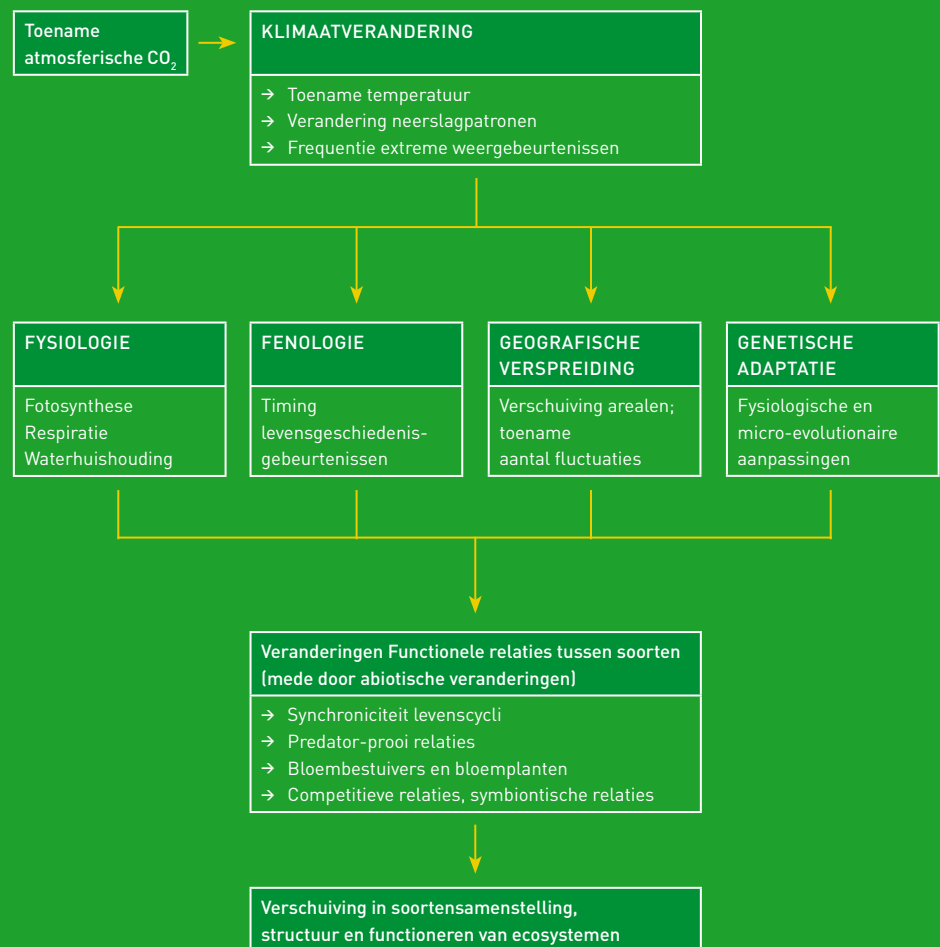 Toename
atmosferische CO₂
KLIMAATVERANDERING
→ Toename temperatuur
→ Verandering neerslagpatronen
→ Frequentie extreme weergebeurtenissen
FYSIOLOGIE
Fotosynthese
Respiratie
Waterhuishouding
FENOLOGIE
Timing
levensgeschiedenis-
gebeurtenissen
GEOGRAFISCHE
VERSPREIDING
Verschuiving arealen;
toename
aantal fluctuaties
GENETISCHE
ADAPTATIE
Fysiologische en
micro-evolutionaire
aanpassingen
Veranderingen Functionele relaties tussen soorten
(mede door abiotische veranderingen)
→ Synchroniciteit levenscycli
→ Predator-prooi relaties
→ Bloembestuivers en bloemplanten
→ Competitieve relaties, symbiontische relaties
Verschuiving in soortensamenstelling,
structuur en functioneren van ecosystemen